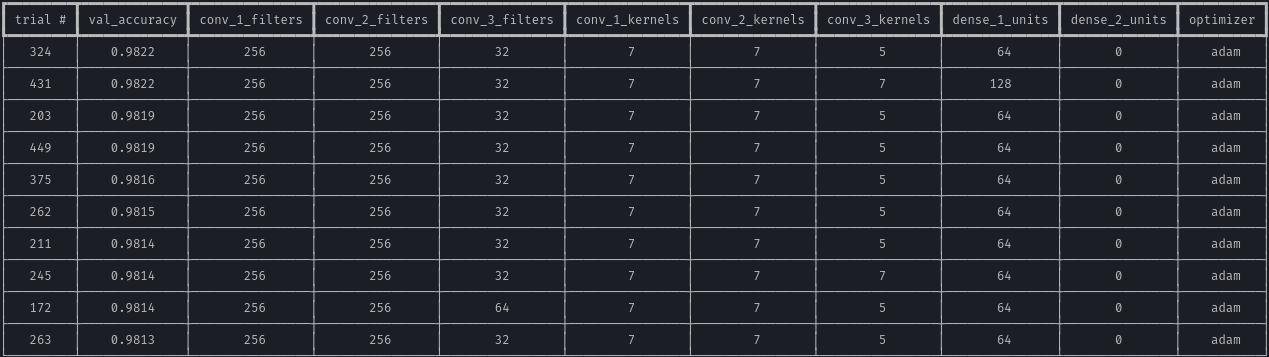 trial # val_accuracy conv_1_filters conv_2_filters conv_3_filters conv_1_kernels conv_2_kernels conv_3_kernels dense_1_units dense_2_units optimizer
324 0.9822 256 256 32 7 7 5 64 0 adam
431 0.9822 256 256 32 7 7 7 128 0 adam
203 0.9819 256 256 32 7 7 5 64 0 adam
449 0.9819 256 256 32 7 7 5 64 0 adam
375 0.9816 256 256 32 7 7 5 64 0 adam
262 0.9815 256 256 32 7 7 5 64 0 adam
211 0.9814 256 256 32 7 7 5 64 0 adam
245 0.9814 256 256 32 7 7 7 64 0 adam
172 0.9814 256 256 64 7 7 5 64 0 adam
263 0.9813 256 256 32 7 7 5 64 0 adam